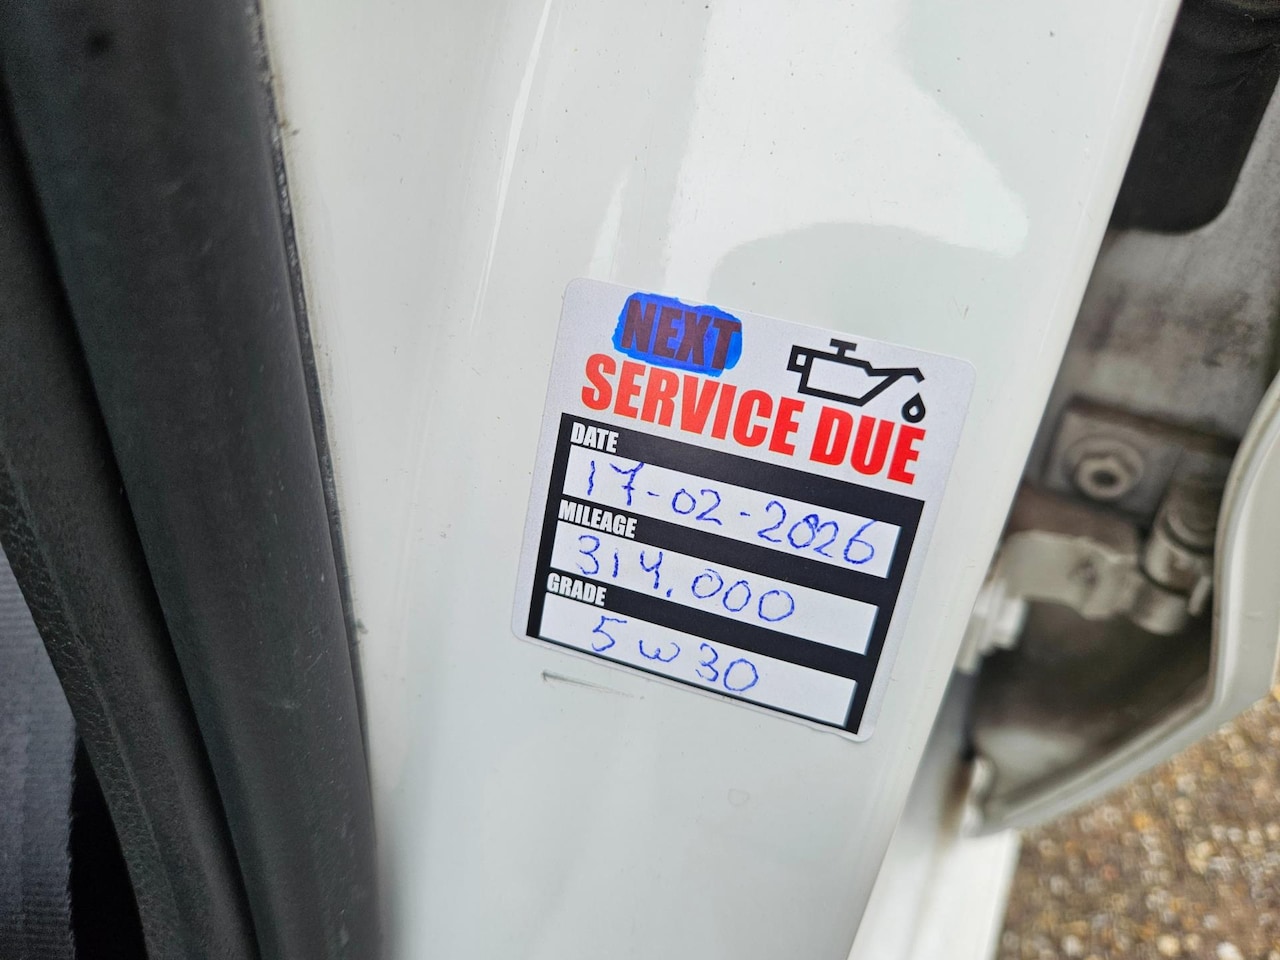 NEXT
SERVICE DUE
DATE
17-02-2026
MILEAGE
314.000
GRADE
5w30